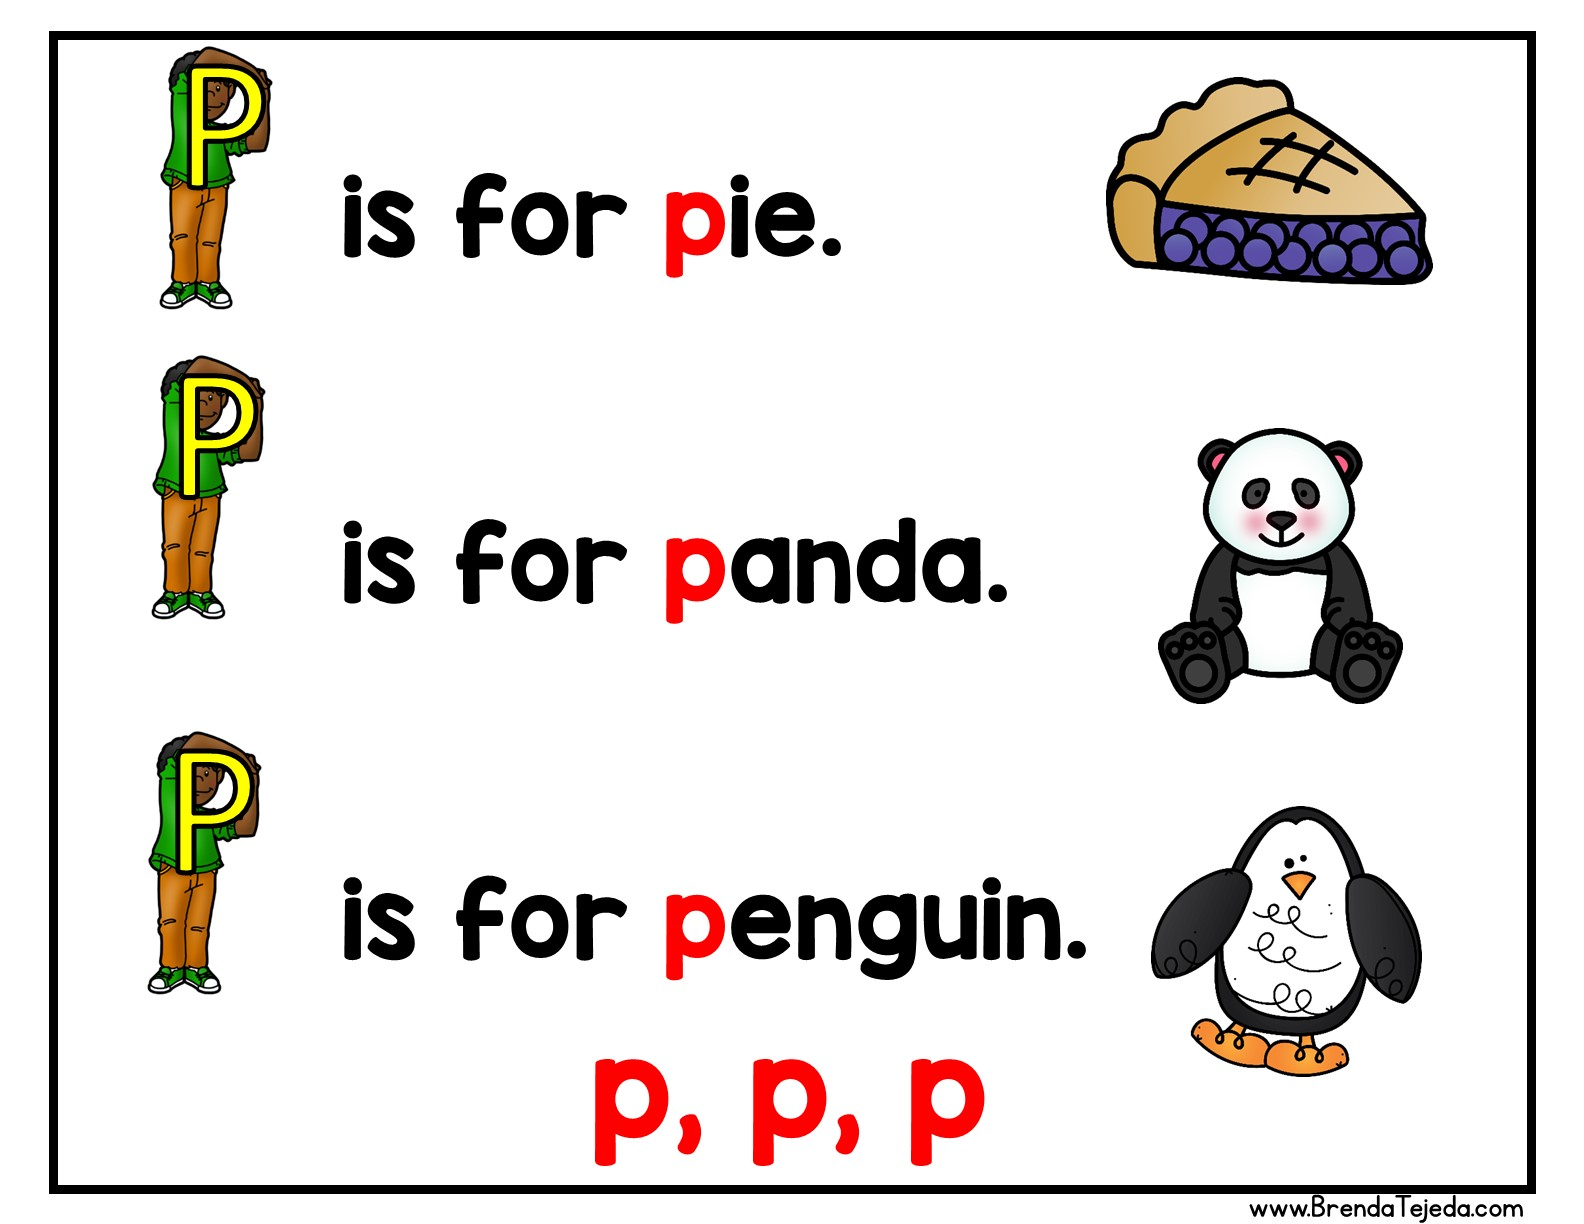 P is for pie.
P is for panda.
P is for penguin.
p, p, p
www.BrendaTejeda.com